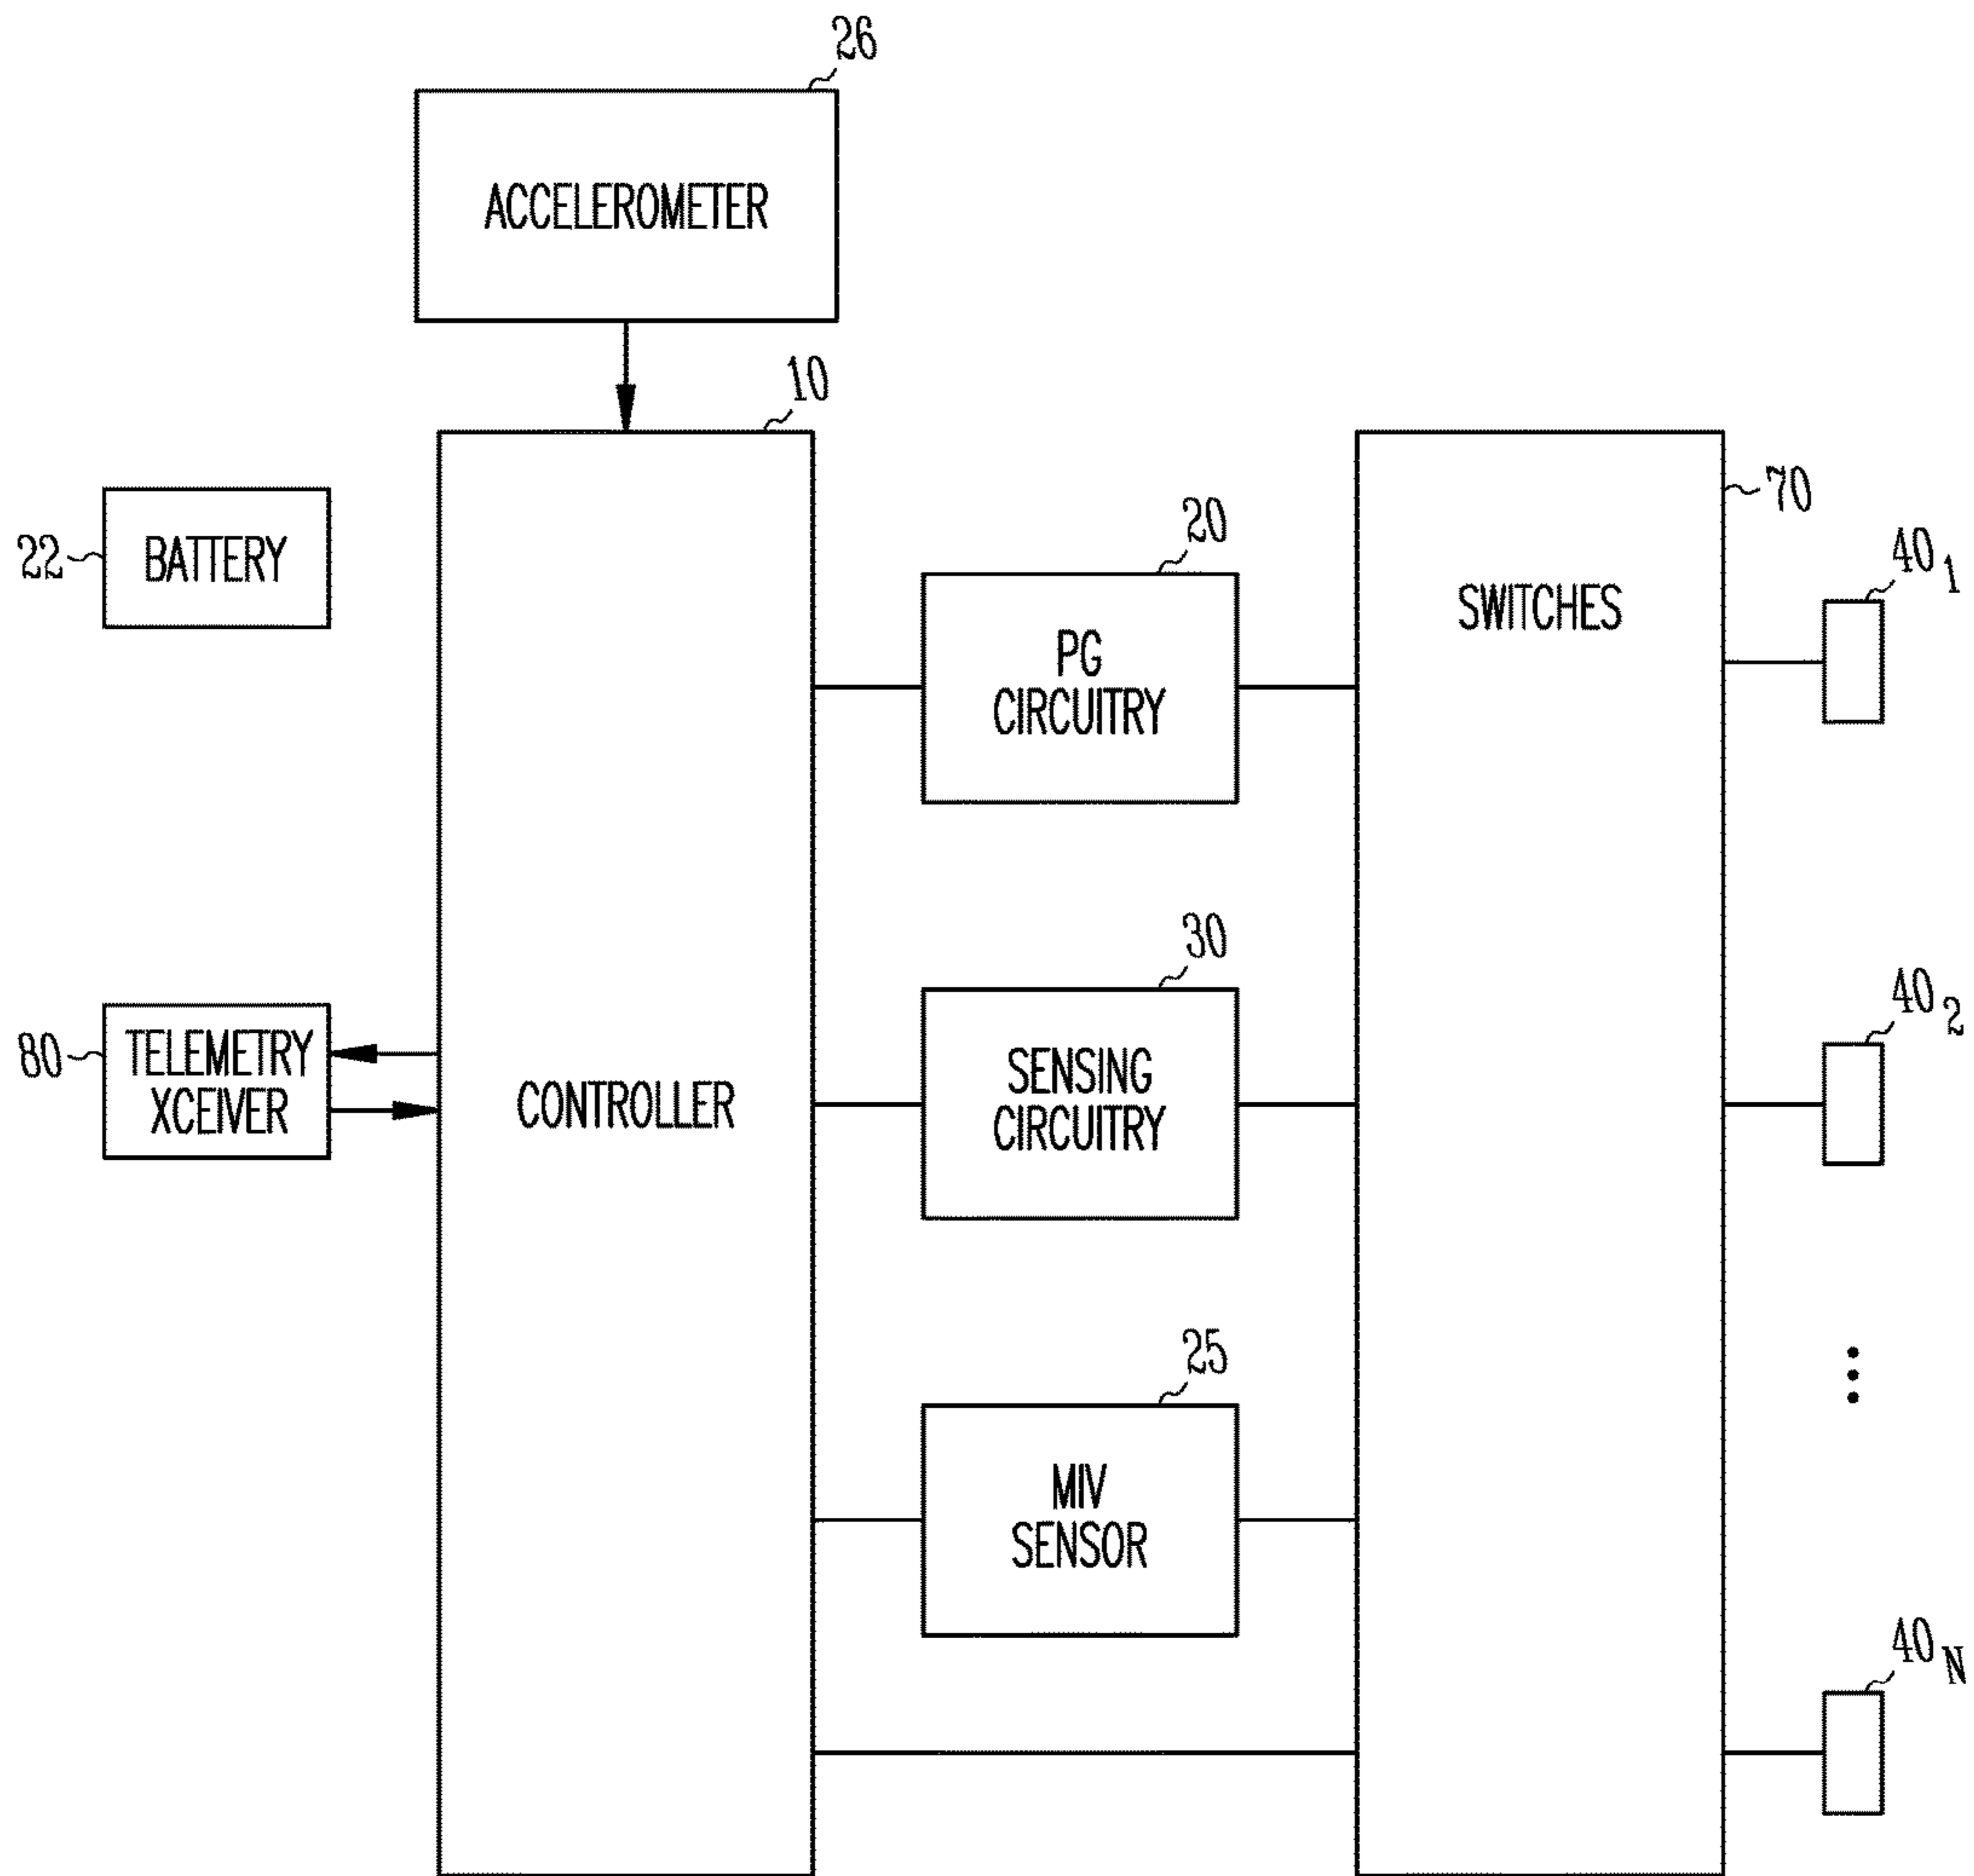 26
ACCELEROMETER
10
70
22
BATTERY
20
40 1
SWITCHES
PG
CIRCUITRY
30
40 2
80
TELEMETRY
XCEIVER
CONTROLLER
SENSING
CIRCUITRY
25
MIV
SENSOR
40 N